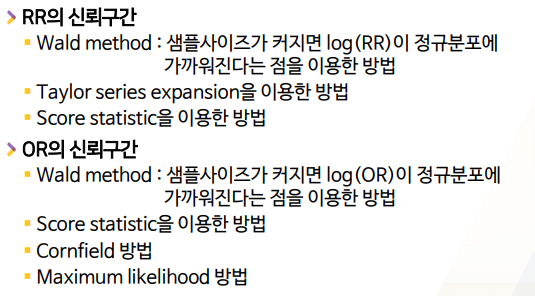 RR의 신뢰구간
Wald method : 샘플사이즈가 커지면 log(RR)이 정규분포에
가까워진다는 점을 이용한 방법
Taylor series expansion을 이용한 방법
Score statistic을 이용한 방법
OR의 신뢰구간
Wald method : 샘플사이즈가 커지면 log(OR)이 정규분포에
가까워진다는 점을 이용한 방법
Score statistic을 이용한 방법
Cornfield 방법
Maximum likelihood 방법